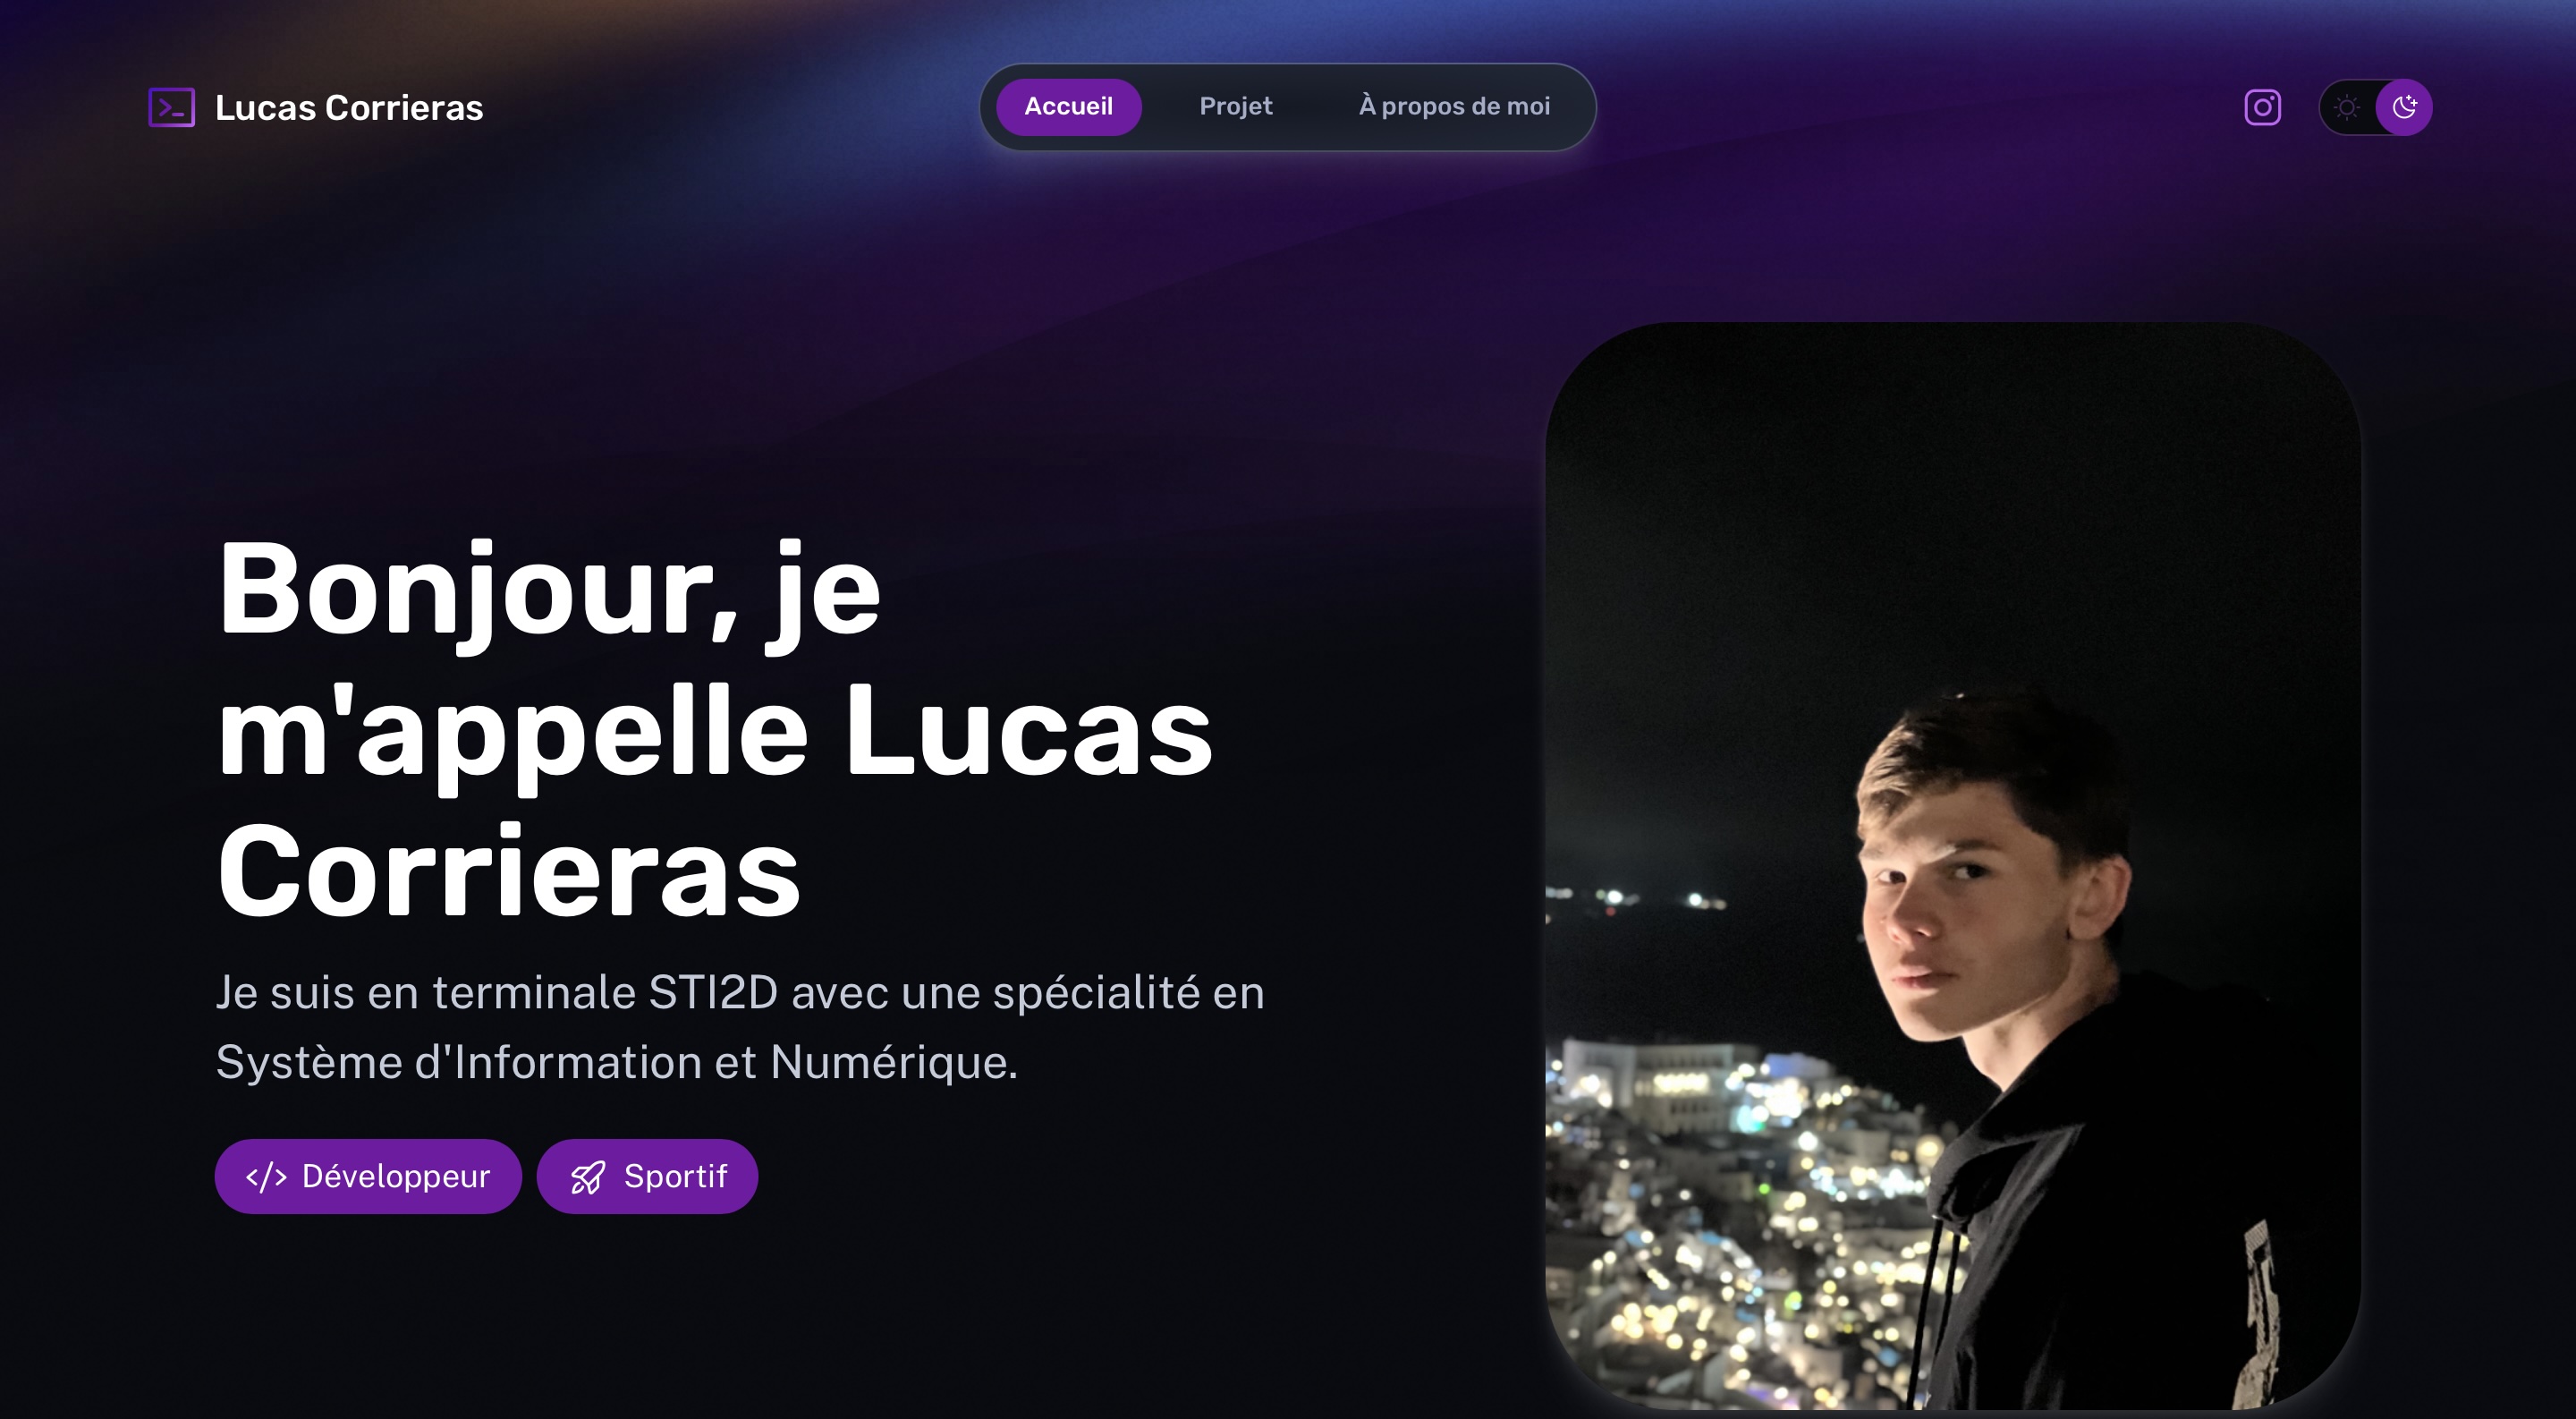 Lucas Corrieras
Accueil
Projet
À propos de moi
Bonjour, je
m'appelle Lucas
Corrieras
Je suis en terminale STI2D avec une spécialité en
Système d'Information et Numérique.
Développeur
Sportif